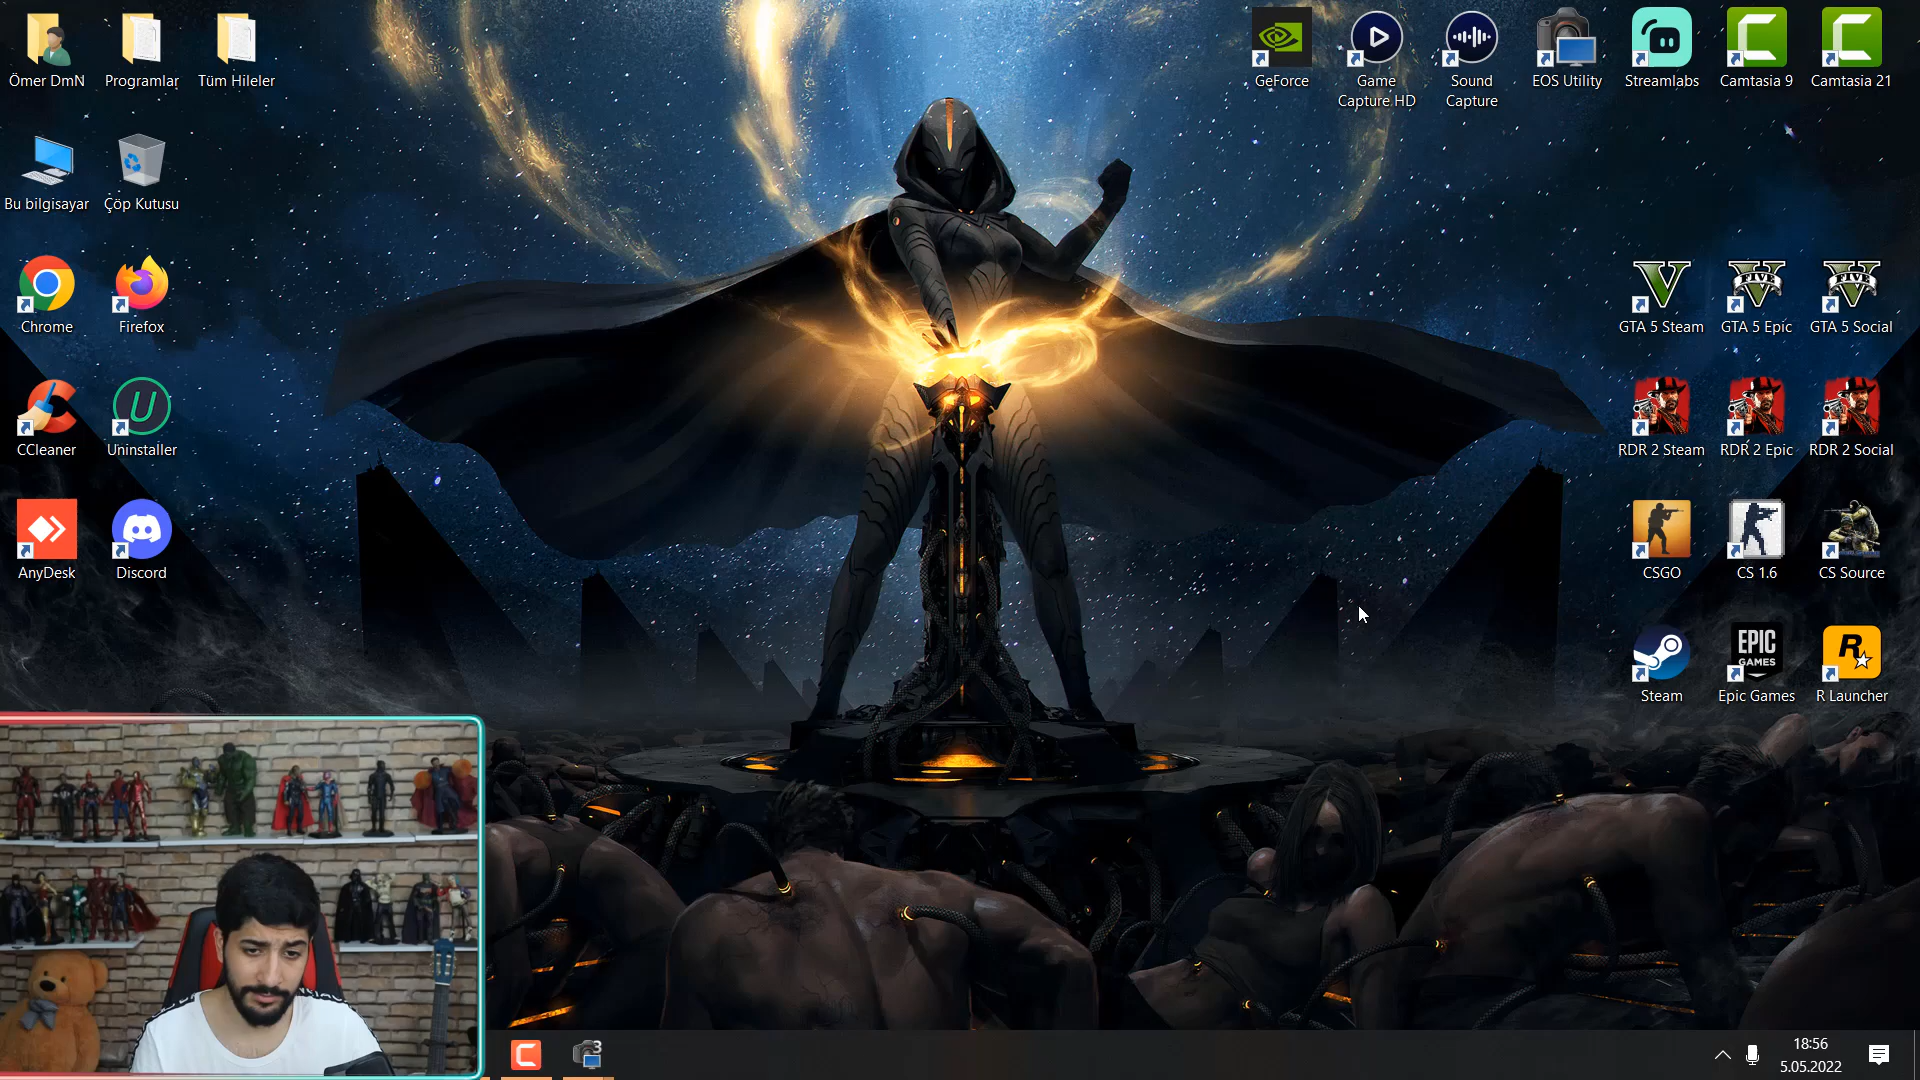 Ömer DmN
Programlar
Tüm Hileler
GeForce
Game
Capture HD
Sound
Capture
EOS Utility
Streamlabs
Camtasia 9
Camtasia 21
Bu bilgisayar
Çöp Kutusu
Chrome
Firefox
FIVE
FIVE
GTA 5 Steam
GTA 5 Epic
GTA 5 Social
CCleaner
Uninstaller
RDR 2 Steam
RDR 2 Epic
RDR 2 Social
AnyDesk
Discord
CSGO
CS 1.6
CS Source
EPIC
GAMES
Steam
Epic Games
R Launcher
3
18:56
5.05.2022